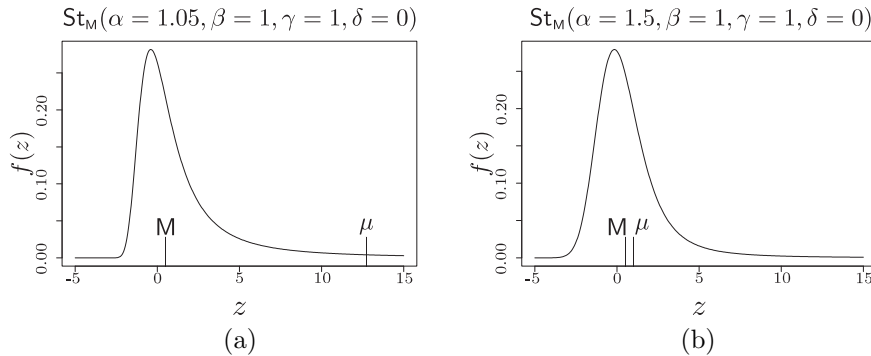 St_M(α = 1.05, β = 1, γ = 1, δ = 0)
f(z)
0.00 0.10 0.20
M
μ
-5 0 5 10 15
z
(a)
St_M(α = 1.5, β = 1, γ = 1, δ = 0)
f(z)
0.00 0.10 0.20
M μ
-5 0 5 10 15
z
(b)